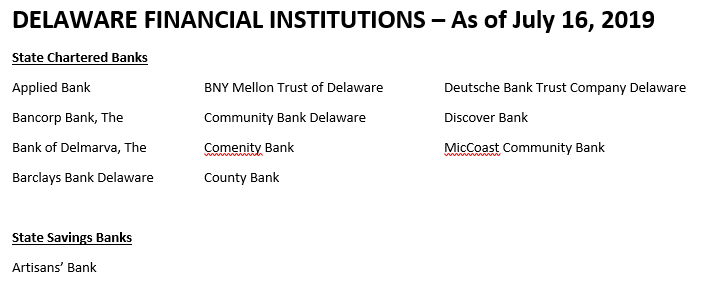 DELAWARE FINANCIAL INSTITUTIONS – As of July 16, 2019
State Chartered Banks
Applied Bank BNY Mellon Trust of Delaware Deutsche Bank Trust Company Delaware
Bancorp Bank, The Community Bank Delaware Discover Bank
Bank of Delmarva, The Comenity Bank MicCoast Community Bank
Barclays Bank Delaware County Bank
State Savings Banks
Artisans’ Bank